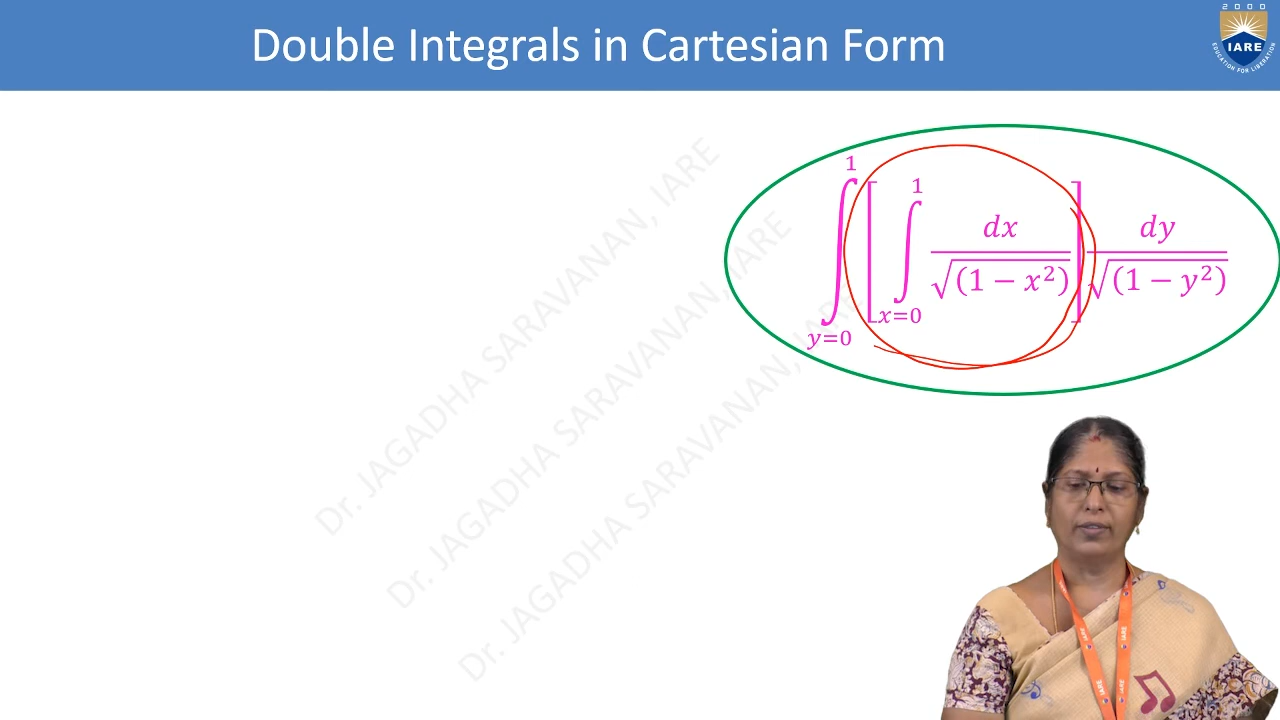 Double Integrals in Cartesian Form
2000
IARE
EDUCATION FOR LIBERATION
∫_{y=0}^{1} [ ∫_{x=0}^{1} dx / √(1 − x²) ] dy / √(1 − y²)
Dr. JAGADHA SARAVANAN, IARE
Dr. JAGADHA SARAVANAN, IARE
Dr. JAGADHA SARAVANAN, IARE